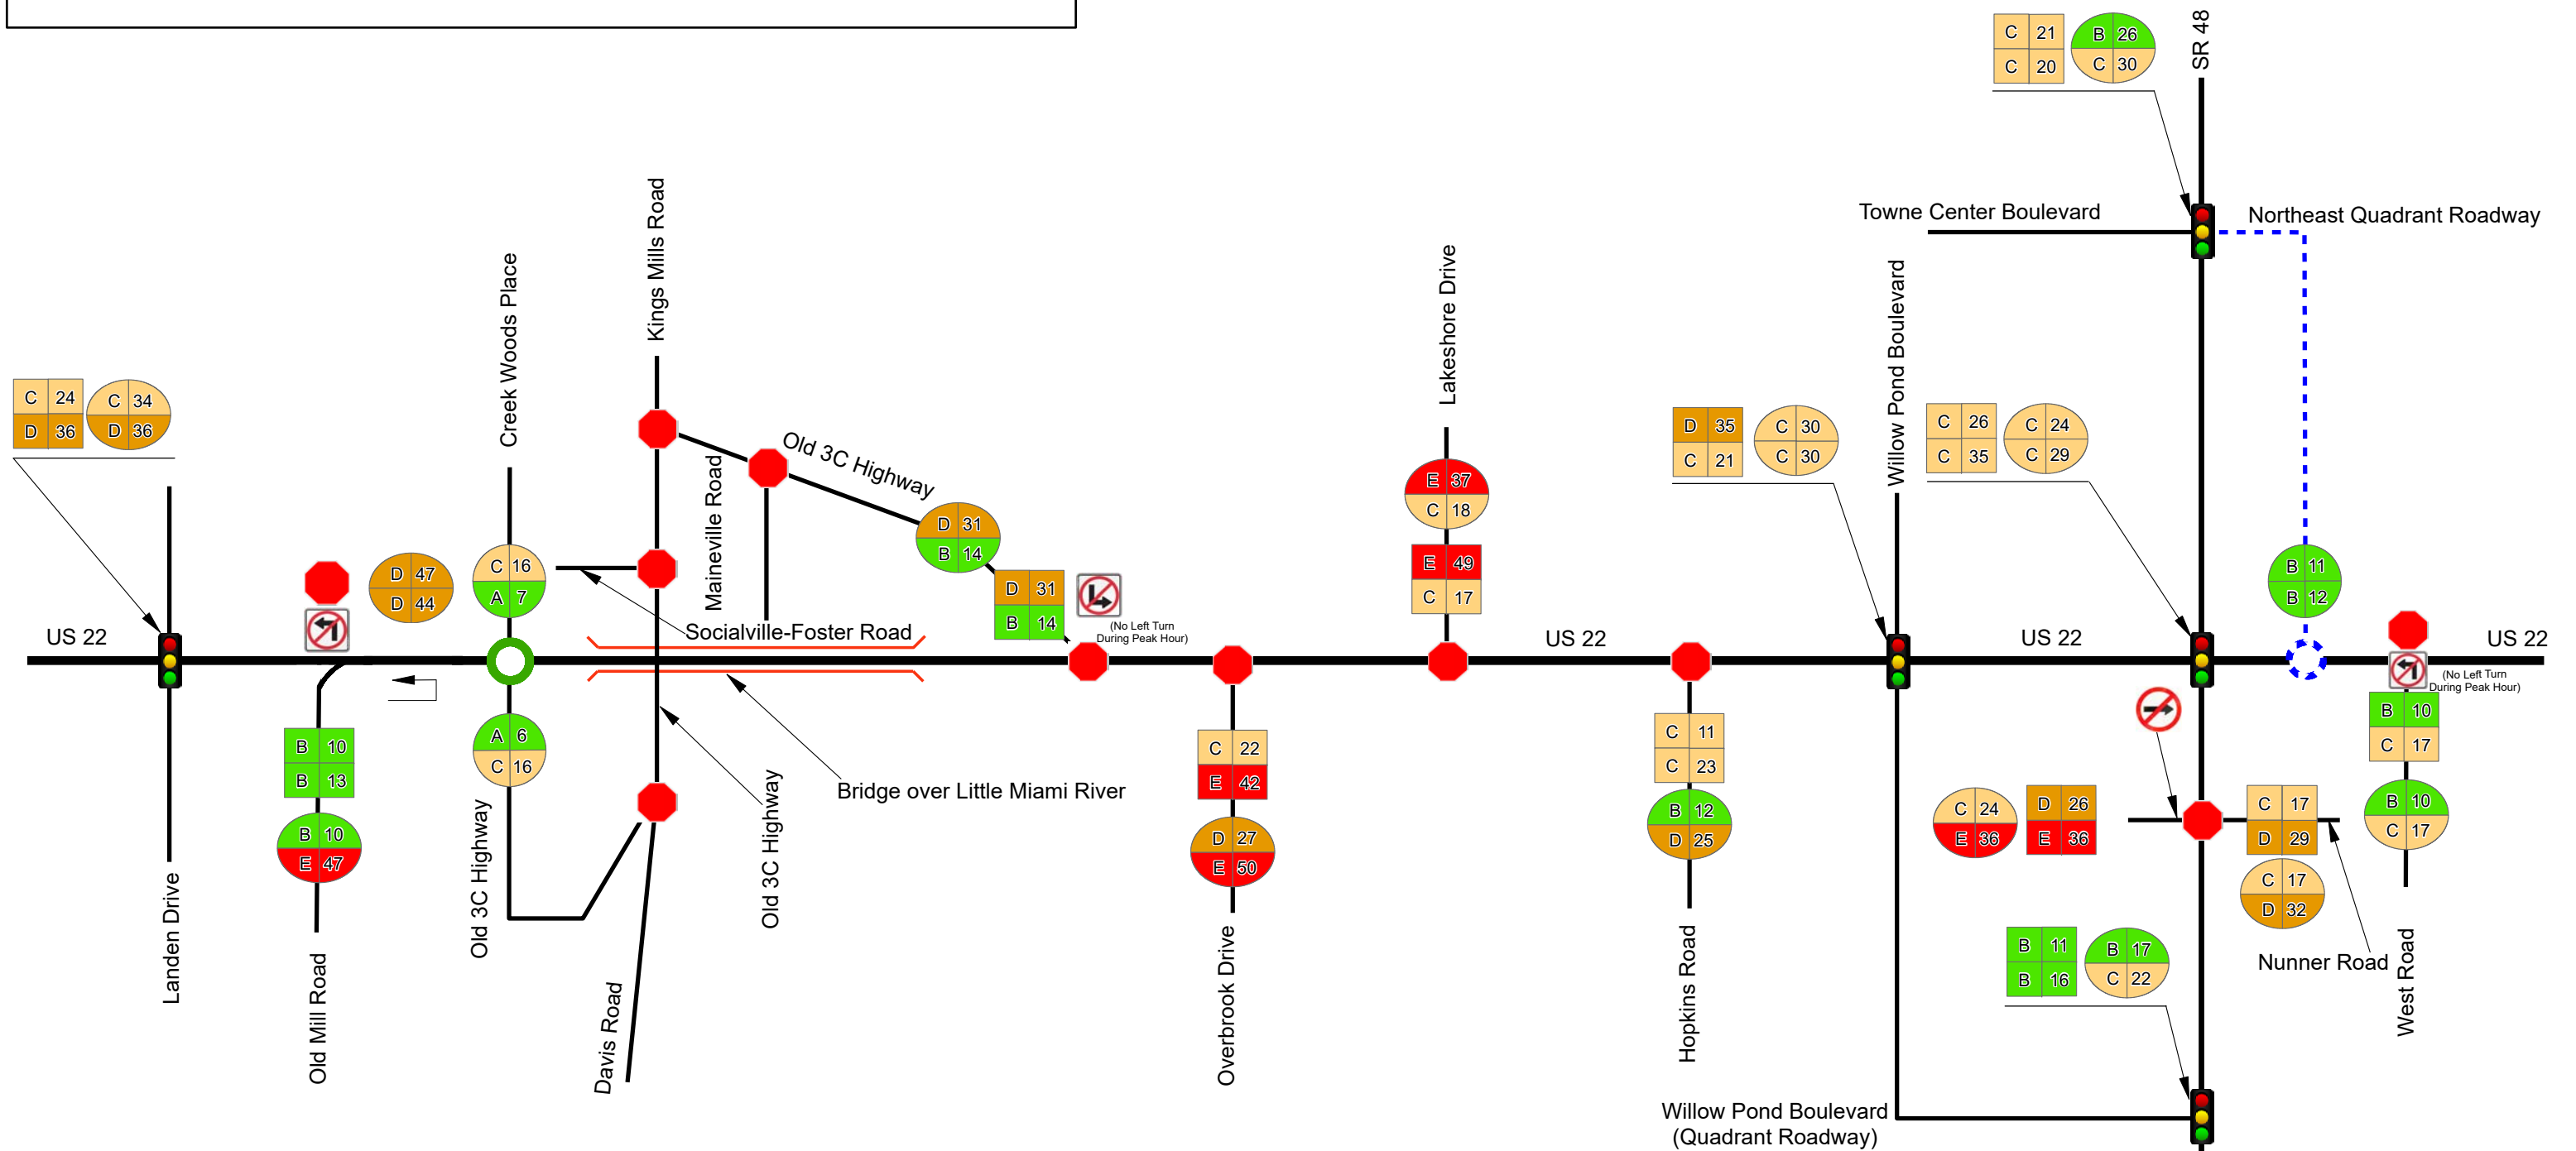 SR 48
C 21
C 20
B 26
C 30
Towne Center Boulevard
Northeast Quadrant Roadway
Kings Mills Road
Creek Woods Place
Lakeshore Drive
Willow Pond Boulevard
C 24
D 36
C 34
D 36
Old 3C Highway
Maineville Road
D 31
B 14
D 31
B 14
(No Left Turn
During Peak Hour)
E 37
C 18
E 49
C 17
D 35
C 21
C 30
C 30
C 26
C 35
C 24
C 29
D 47
D 44
C 16
A 7
B 11
B 12
Socialville-Foster Road
US 22
US 22
US 22
US 22
(No Left Turn
During Peak Hour)
B 10
B 13
B 10
E 47
A 6
C 16
Bridge over Little Miami River
C 22
E 42
D 27
E 50
C 11
C 23
B 12
D 25
C 24
E 36
D 26
E 36
C 17
D 29
C 17
D 32
B 10
C 17
B 10
C 17
Landen Drive
Old Mill Road
Old 3C Highway
Davis Road
Old 3C Highway
Overbrook Drive
Hopkins Road
B 11
B 16
B 17
C 22
Nunner Road
West Road
Willow Pond Boulevard
(Quadrant Roadway)